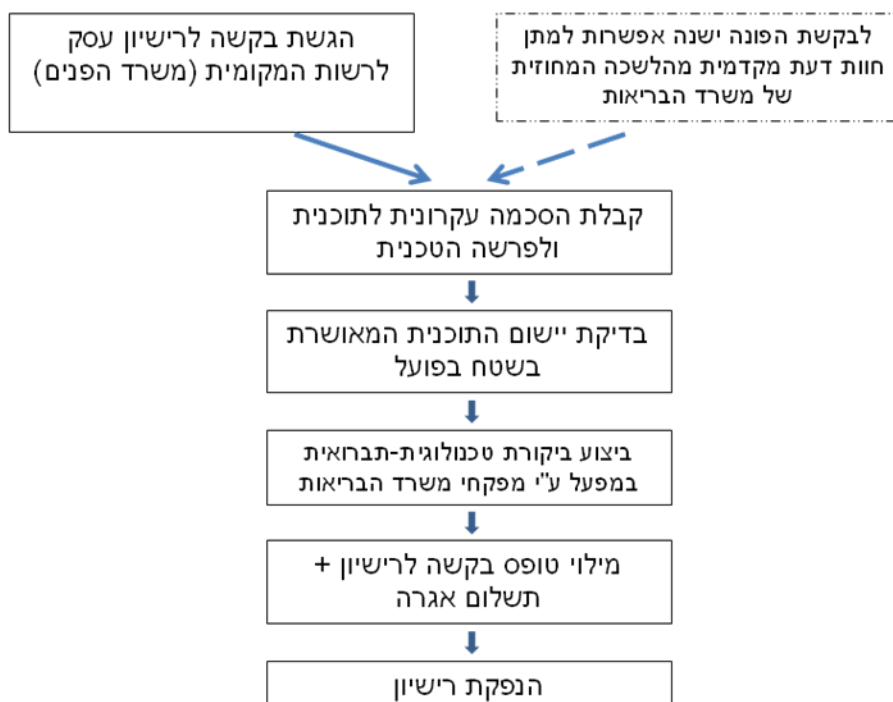 הגשת בקשה לרישיון עסק
לרשות המקומית (משרד הפנים)
לבקשת הפונה ישנה אפשרות למתן
חוות דעת מקדמית מהלשכה המחוזית
של משרד הבריאות
קבלת הסכמה עקרונית לתוכנית
ולפרשה הטכנית
בדיקת יישום התוכנית המאושרת
בשטח בפועל
ביצוע ביקורת טכנולוגית-תברואית
במפעל ע"י מפקחי משרד הבריאות
מילוי טופס בקשה לרישיון +
תשלום אגרה
הנפקת רישיון